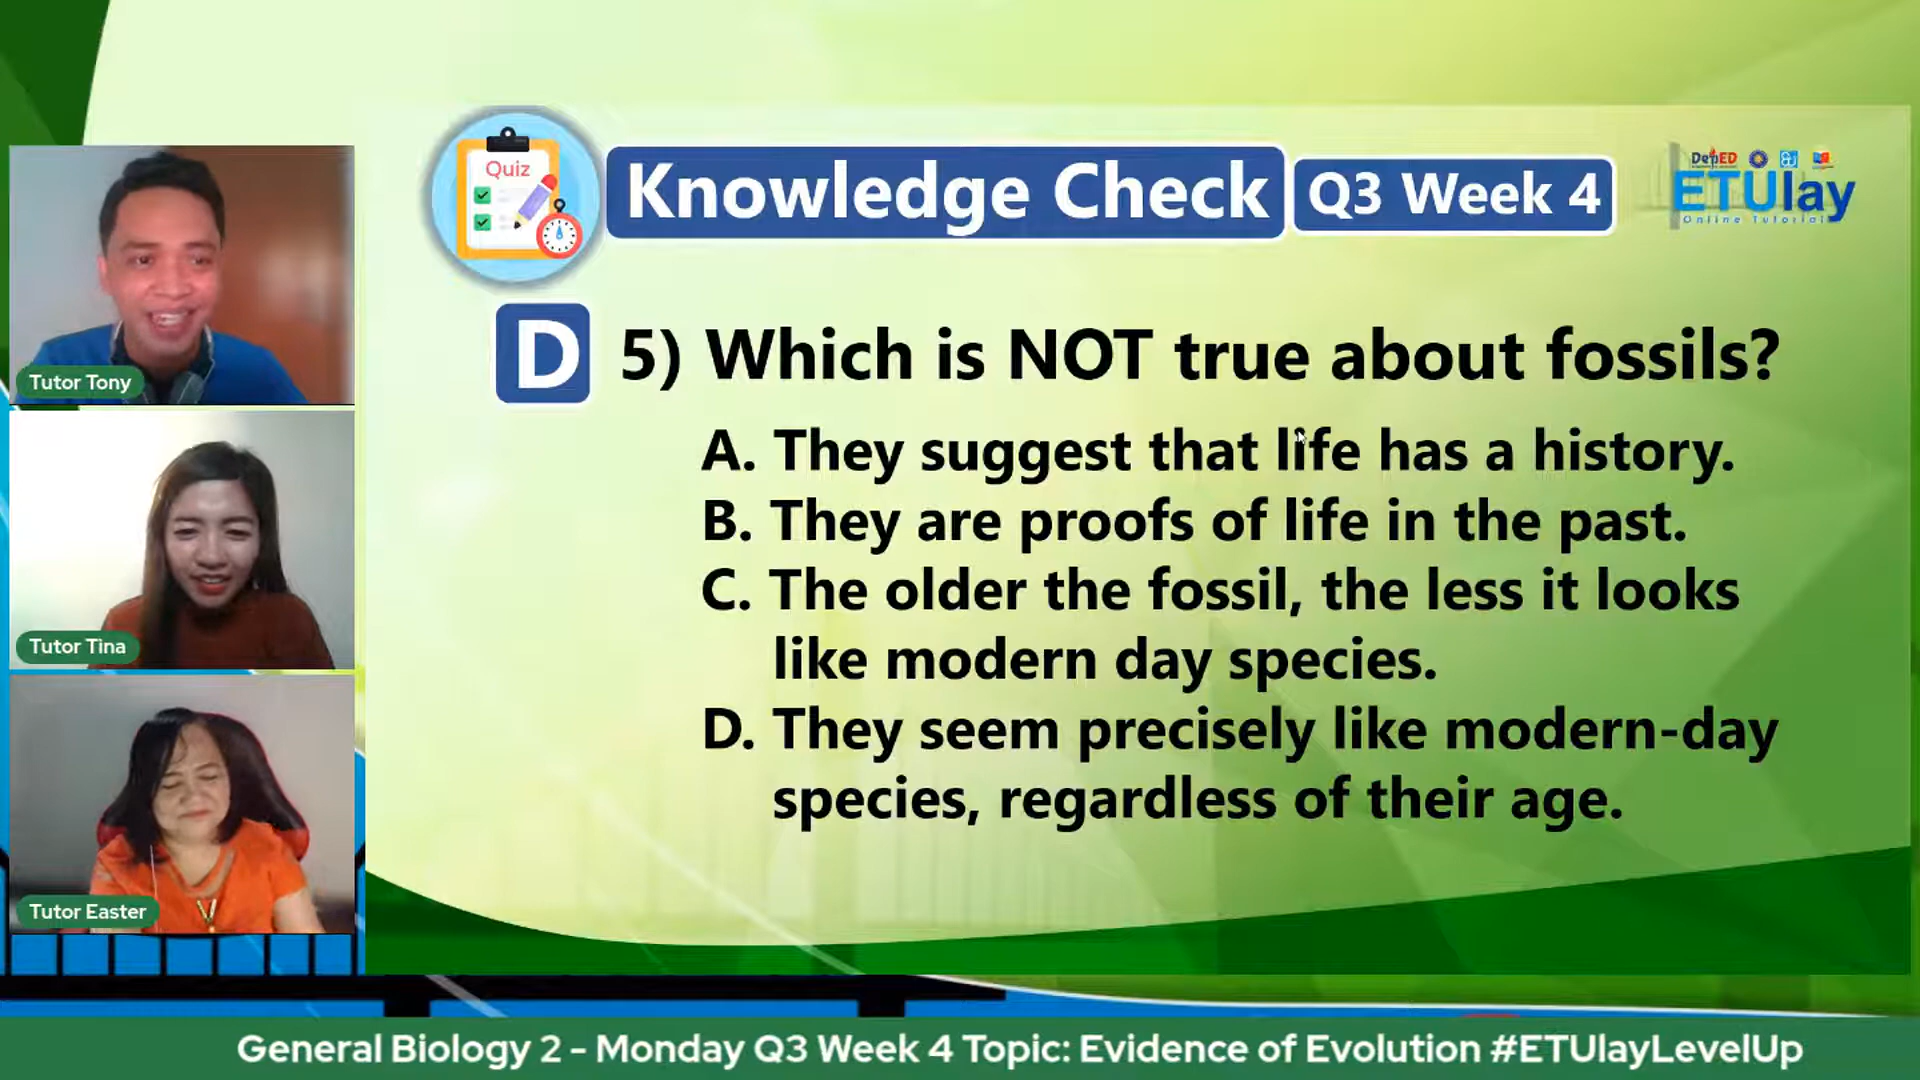 Quiz
Knowledge Check
Q3 Week 4
DepED
ETUlay
Online Tutorial
D
5) Which is NOT true about fossils?
A. They suggest that life has a history.
B. They are proofs of life in the past.
C. The older the fossil, the less it looks
like modern day species.
D. They seem precisely like modern-day
species, regardless of their age.
Tutor Tony
Tutor Tina
Tutor Easter
General Biology 2 - Monday Q3 Week 4 Topic: Evidence of Evolution #ETUlayLevelUp